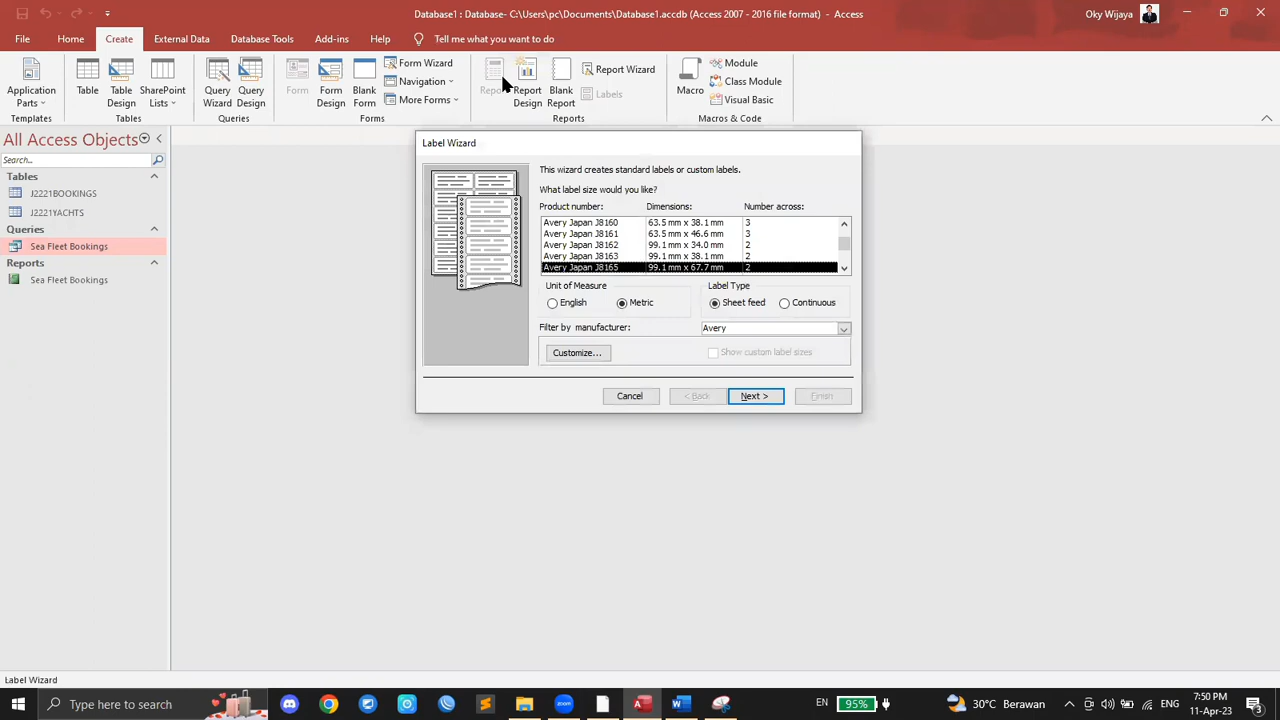 Database1 : Database- C:\Users\pc\Documents\Database1.accdb (Access 2007 - 2016 file format) - Access
Oky Wijaya
File
Home
Create
External Data
Database Tools
Add-ins
Help
Tell me what you want to do
Application Parts
Table
Table Design
SharePoint Lists
Query Wizard
Query Design
Form
Form Design
Blank Form
Form Wizard
Navigation
More Forms
Report Design
Blank Report
Report Wizard
Labels
Macro
Module
Class Module
Visual Basic
Templates
Tables
Queries
Forms
Reports
Macros & Code
All Access Objects
Search...
Tables
J2221BOOKINGS
J2221YACHTS
Queries
Sea Fleet Bookings
Reports
Sea Fleet Bookings
Label Wizard
This wizard creates standard labels or custom labels.
What label size would you like?
Product number: Dimensions: Number across:
Avery Japan J8160 63.5 mm x 38.1 mm 3
Avery Japan J8161 63.5 mm x 46.6 mm 3
Avery Japan J8162 99.1 mm x 34.0 mm 2
Avery Japan J8163 99.1 mm x 38.1 mm 2
Avery Japan J8165 99.1 mm x 67.7 mm 2
Unit of Measure
English
Metric
Label Type
Sheet feed
Continuous
Filter by manufacturer:
Avery
Customize...
Show custom label sizes
Cancel
< Back
Next >
Finish
Label Wizard
Type here to search
EN
95%
30°C Berawan
ENG
7:50 PM
11-Apr-23
3